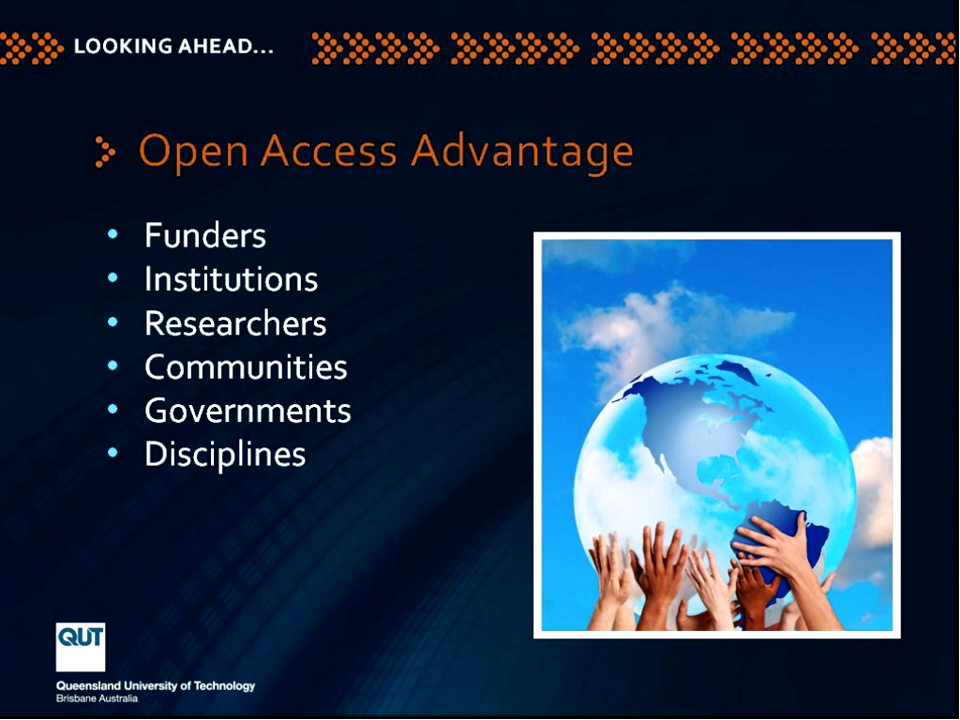 LOOKING AHEAD...
Open Access Advantage
• Funders
• Institutions
• Researchers
• Communities
• Governments
• Disciplines
QUT
Queensland University of Technology
Brisbane Australia